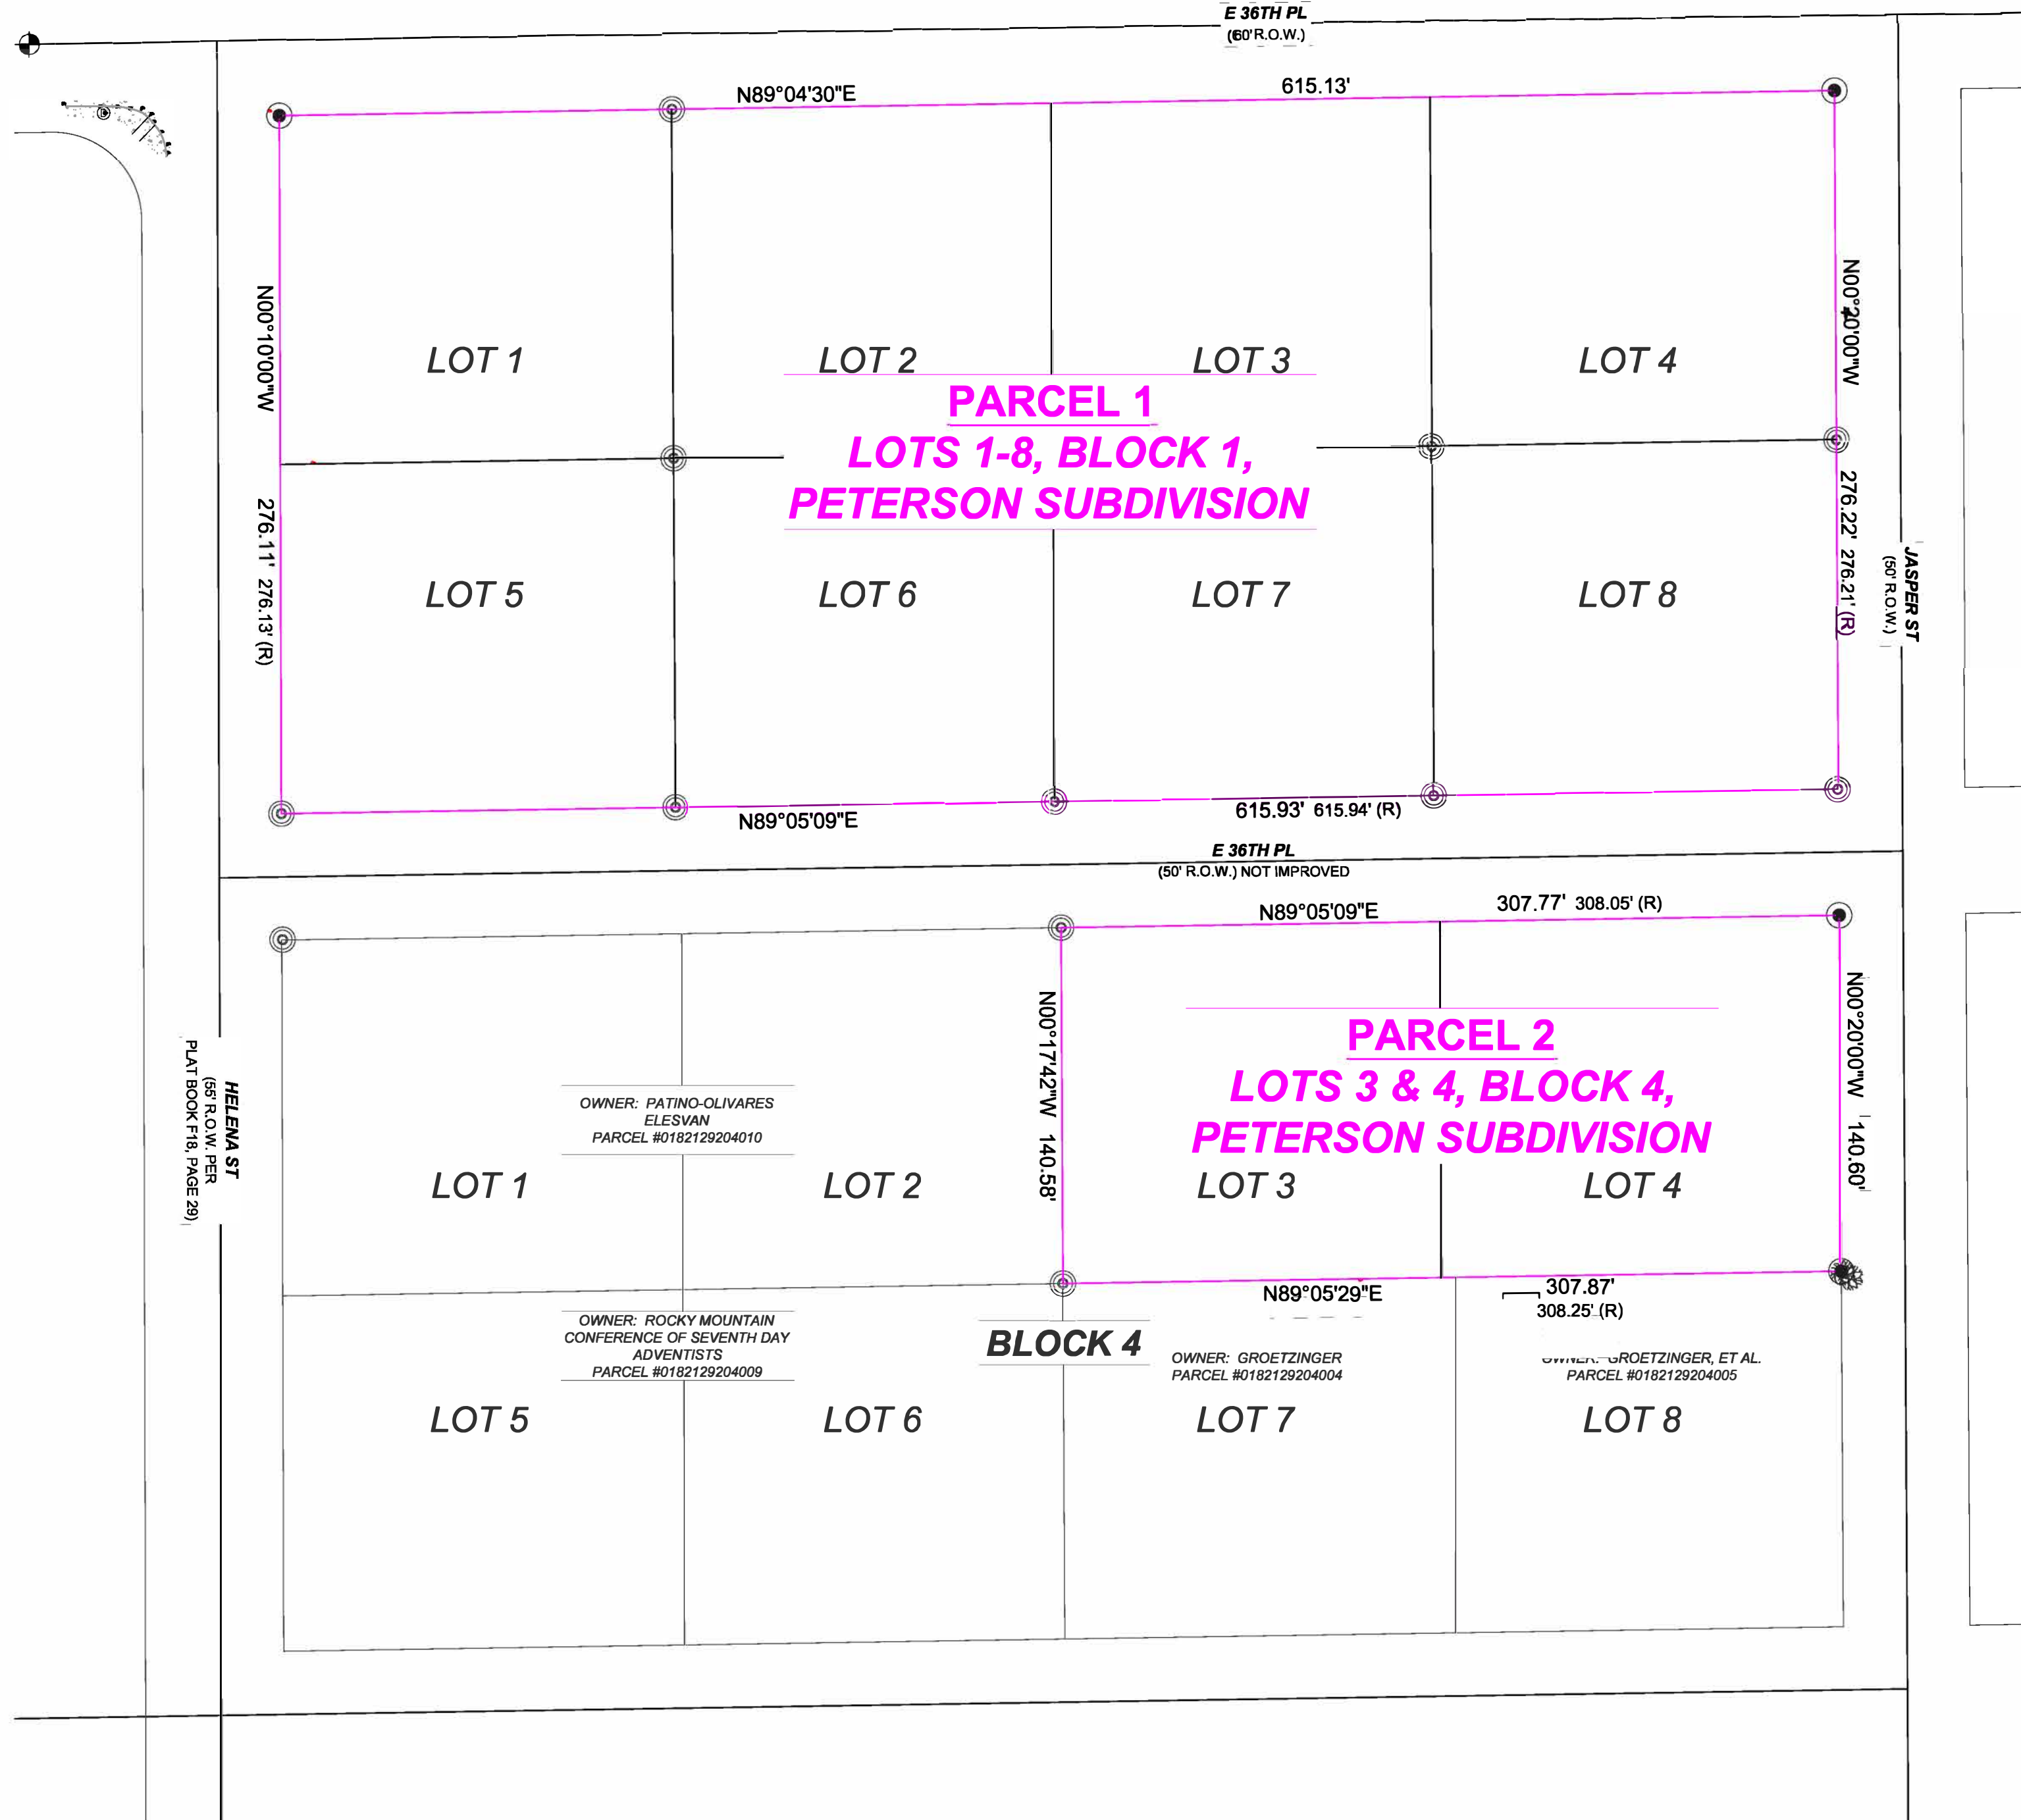 E 36TH PL
(60' R.O.W.)
N89°04'30"E
615.13'
N00°10'00"W
276.11' 276.13' (R)
N00°20'00"W
276.22' 276.21' (R)
JASPER ST
(50' R.O.W.)
LOT 1
LOT 2
LOT 3
LOT 4
PARCEL 1
LOTS 1-8, BLOCK 1,
PETERSON SUBDIVISION
LOT 5
LOT 6
LOT 7
LOT 8
N89°05'09"E
615.93' 615.94' (R)
E 36TH PL
(50' R.O.W.) NOT IMPROVED
N89°05'09"E
307.77' 308.05' (R)
N00°17'42"W 140.58'
N00°20'00"W 140.60'
PARCEL 2
LOTS 3 & 4, BLOCK 4,
PETERSON SUBDIVISION
HELENA ST
(55' R.O.W. PER
PLAT BOOK F18, PAGE 29)
OWNER: PATINO-OLIVARES
ELESVAN
PARCEL #0182129204010
LOT 1
LOT 2
LOT 3
LOT 4
N89°05'29"E
307.87'
308.25' (R)
OWNER: ROCKY MOUNTAIN
CONFERENCE OF SEVENTH DAY
ADVENTISTS
PARCEL #0182129204009
BLOCK 4
OWNER: GROETZINGER
PARCEL #0182129204004
OWNER: GROETZINGER, ET AL.
PARCEL #0182129204005
LOT 5
LOT 6
LOT 7
LOT 8